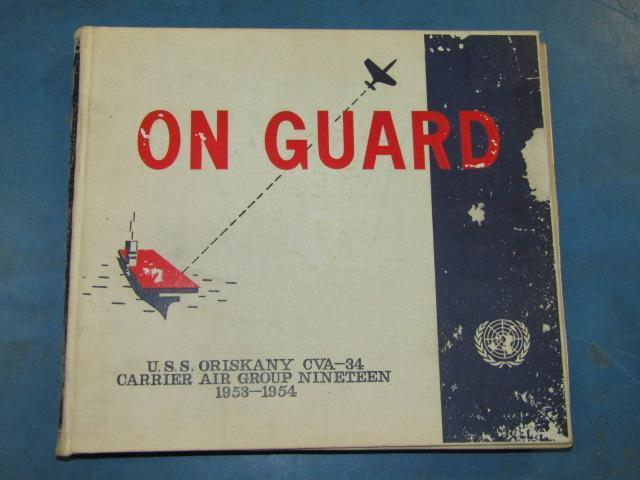 ON GUARD
U.S.S. ORISKANY CVA-34
CARRIER AIR GROUP NINETEEN
1953-1954